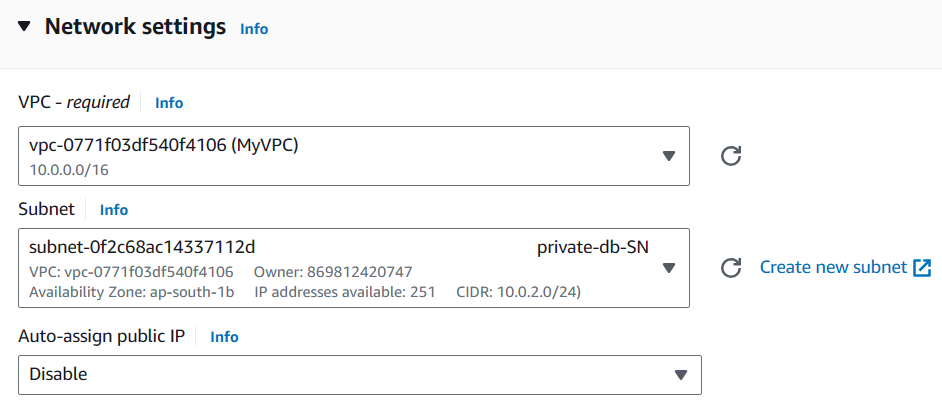 Network settings Info
VPC - required Info
vpc-0771f03df540f4106 (MyVPC)
10.0.0.0/16
Subnet Info
subnet-0f2c68ac14337112d private-db-SN
VPC: vpc-0771f03df540f4106 Owner: 869812420747
Availability Zone: ap-south-1b IP addresses available: 251 CIDR: 10.0.2.0/24)
Create new subnet
Auto-assign public IP Info
Disable